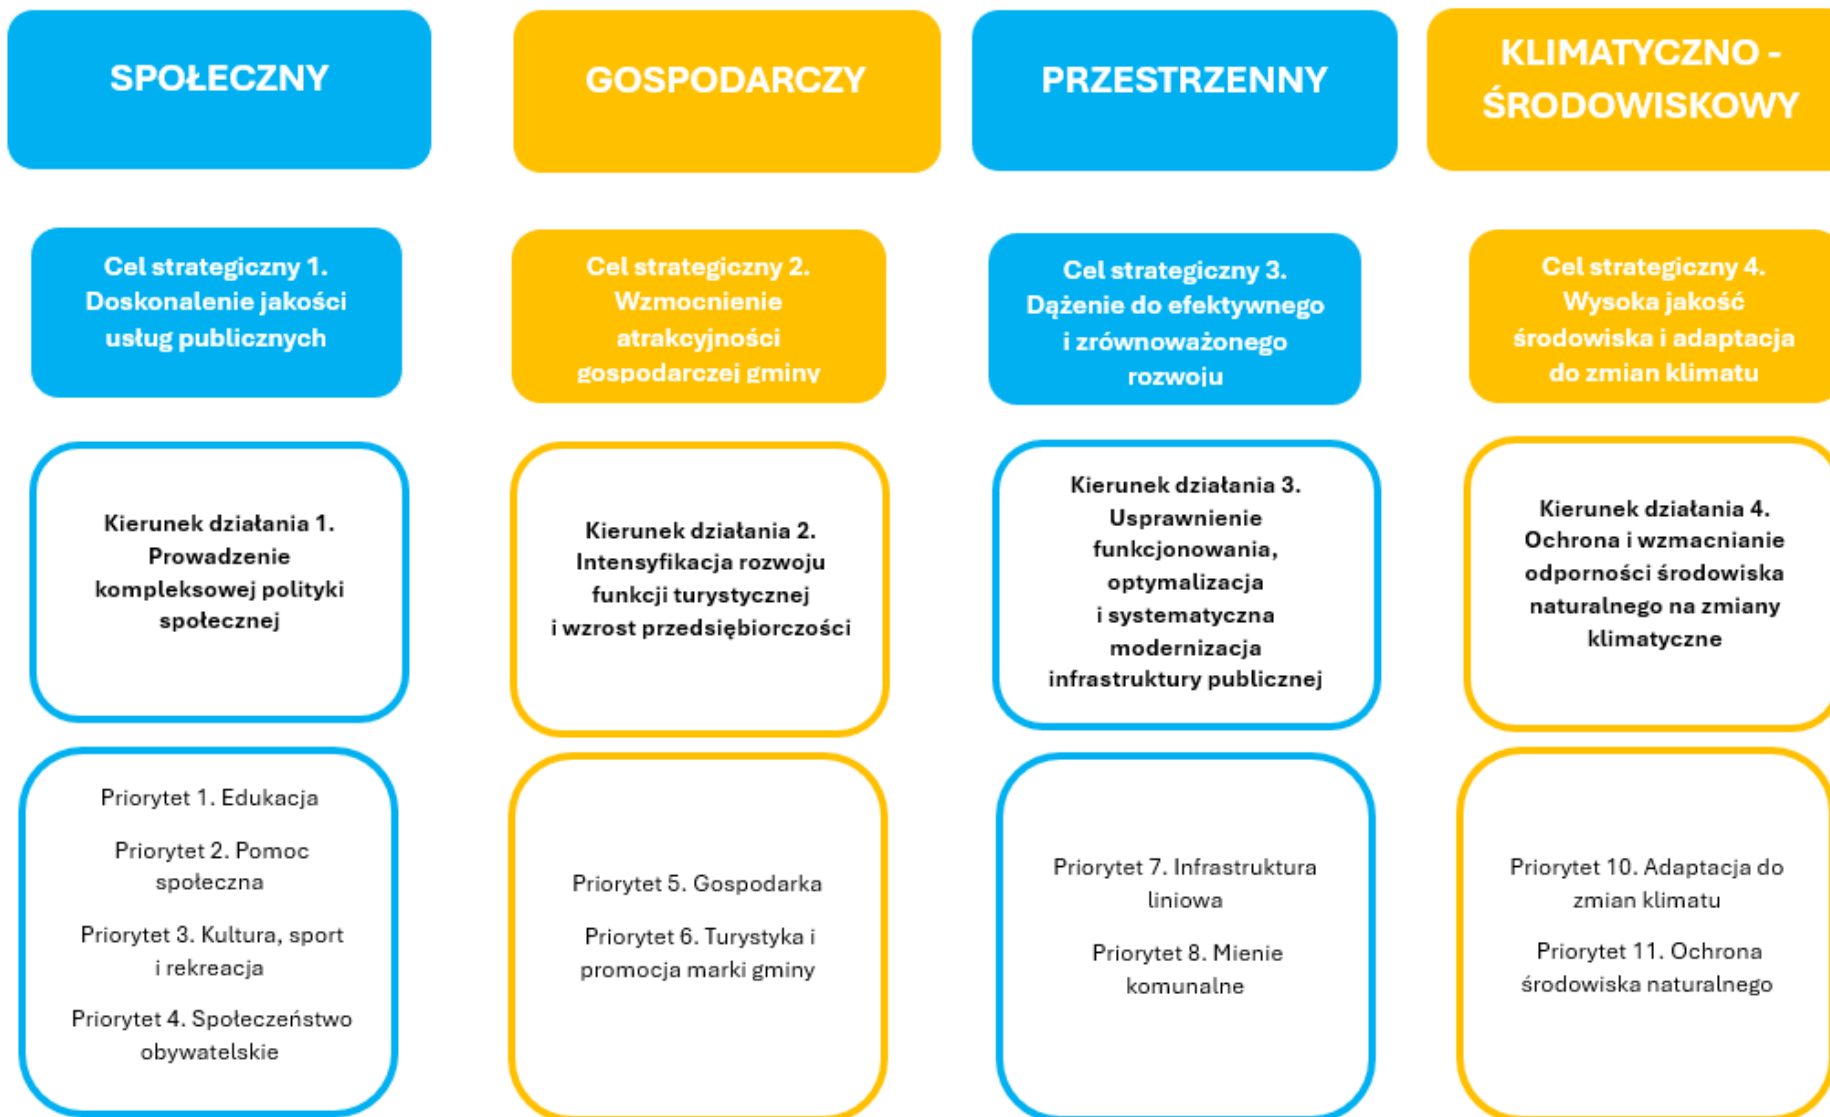 SPOŁECZNY
GOSPODARCZY
PRZESTRZENNY
KLIMATYCZNO -
ŚRODOWISKOWY
Cel strategiczny 1.
Doskonalenie jakości
usług publicznych
Cel strategiczny 2.
Wzmocnienie
atrakcyjności
gospodarczej gminy
Cel strategiczny 3.
Dążenie do efektywnego
i zrównoważonego
rozwoju
Cel strategiczny 4.
Wysoka jakość
środowiska i adaptacja
do zmian klimatu
Kierunek działania 1.
Prowadzenie
kompleksowej polityki
społecznej
Kierunek działania 2.
Intensyfikacja rozwoju
funkcji turystycznej
i wzrost przedsiębiorczości
Kierunek działania 3.
Usprawnienie
funkcjonowania,
optymalizacja
i systematyczna
modernizacja
infrastruktury publicznej
Kierunek działania 4.
Ochrona i wzmacnianie
odporności środowiska
naturalnego na zmiany
klimatyczne
Priorytet 1. Edukacja
Priorytet 2. Pomoc
społeczna
Priorytet 3. Kultura, sport
i rekreacja
Priorytet 4. Społeczeństwo
obywatelskie
Priorytet 5. Gospodarka
Priorytet 6. Turystyka i
promocja marki gminy
Priorytet 7. Infrastruktura
liniowa
Priorytet 8. Mienie
komunalne
Priorytet 10. Adaptacja do
zmian klimatu
Priorytet 11. Ochrona
środowiska naturalnego